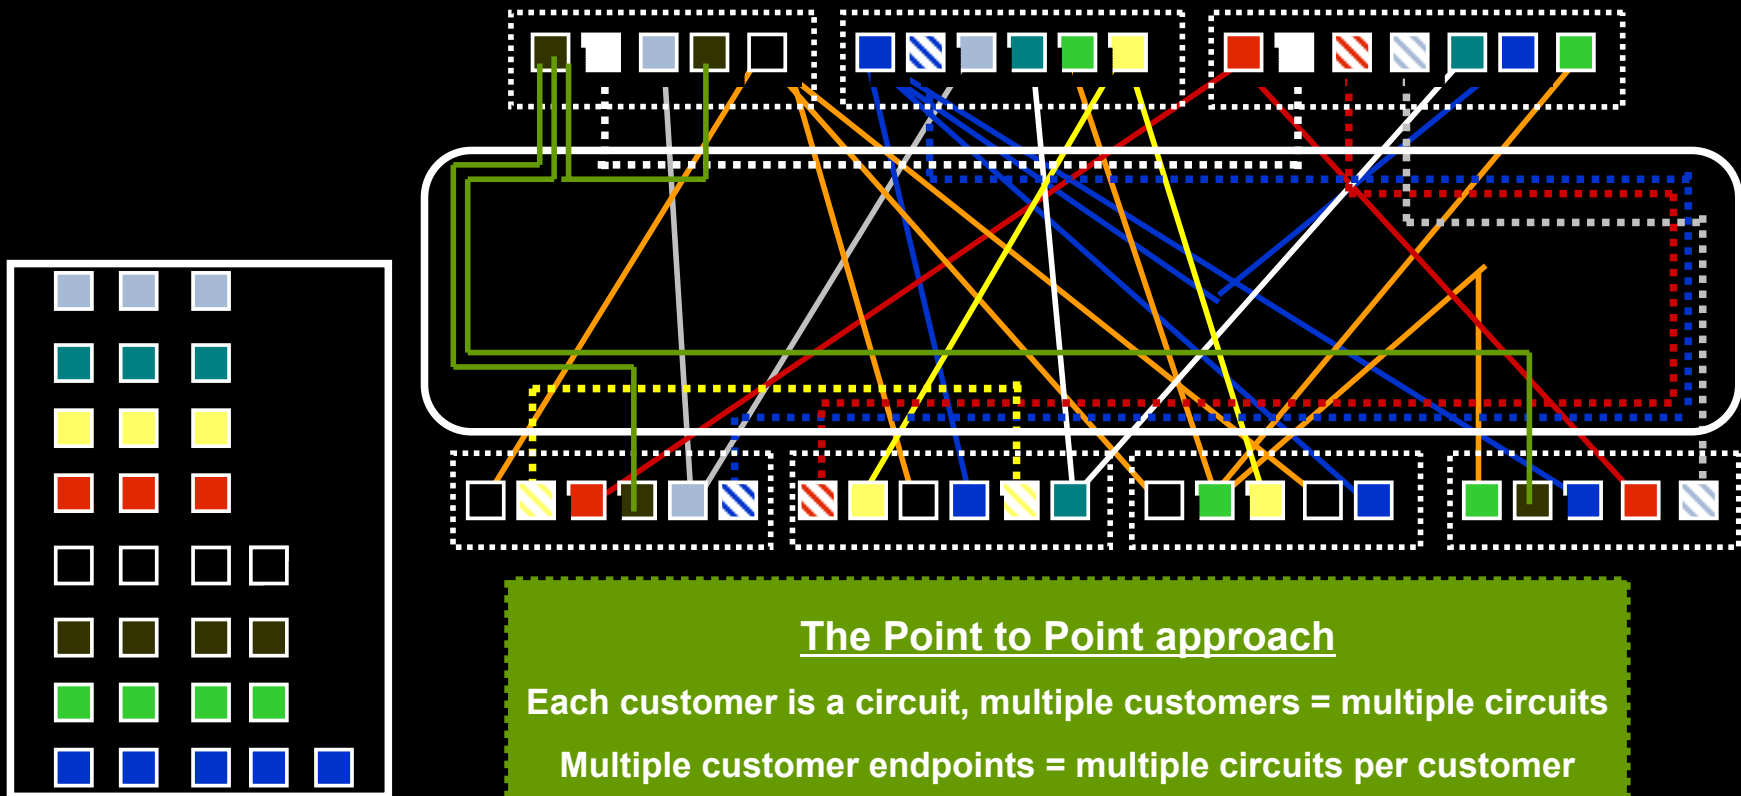 The Point to Point approach
Each customer is a circuit, multiple customers = multiple circuits
Multiple customer endpoints = multiple circuits per customer